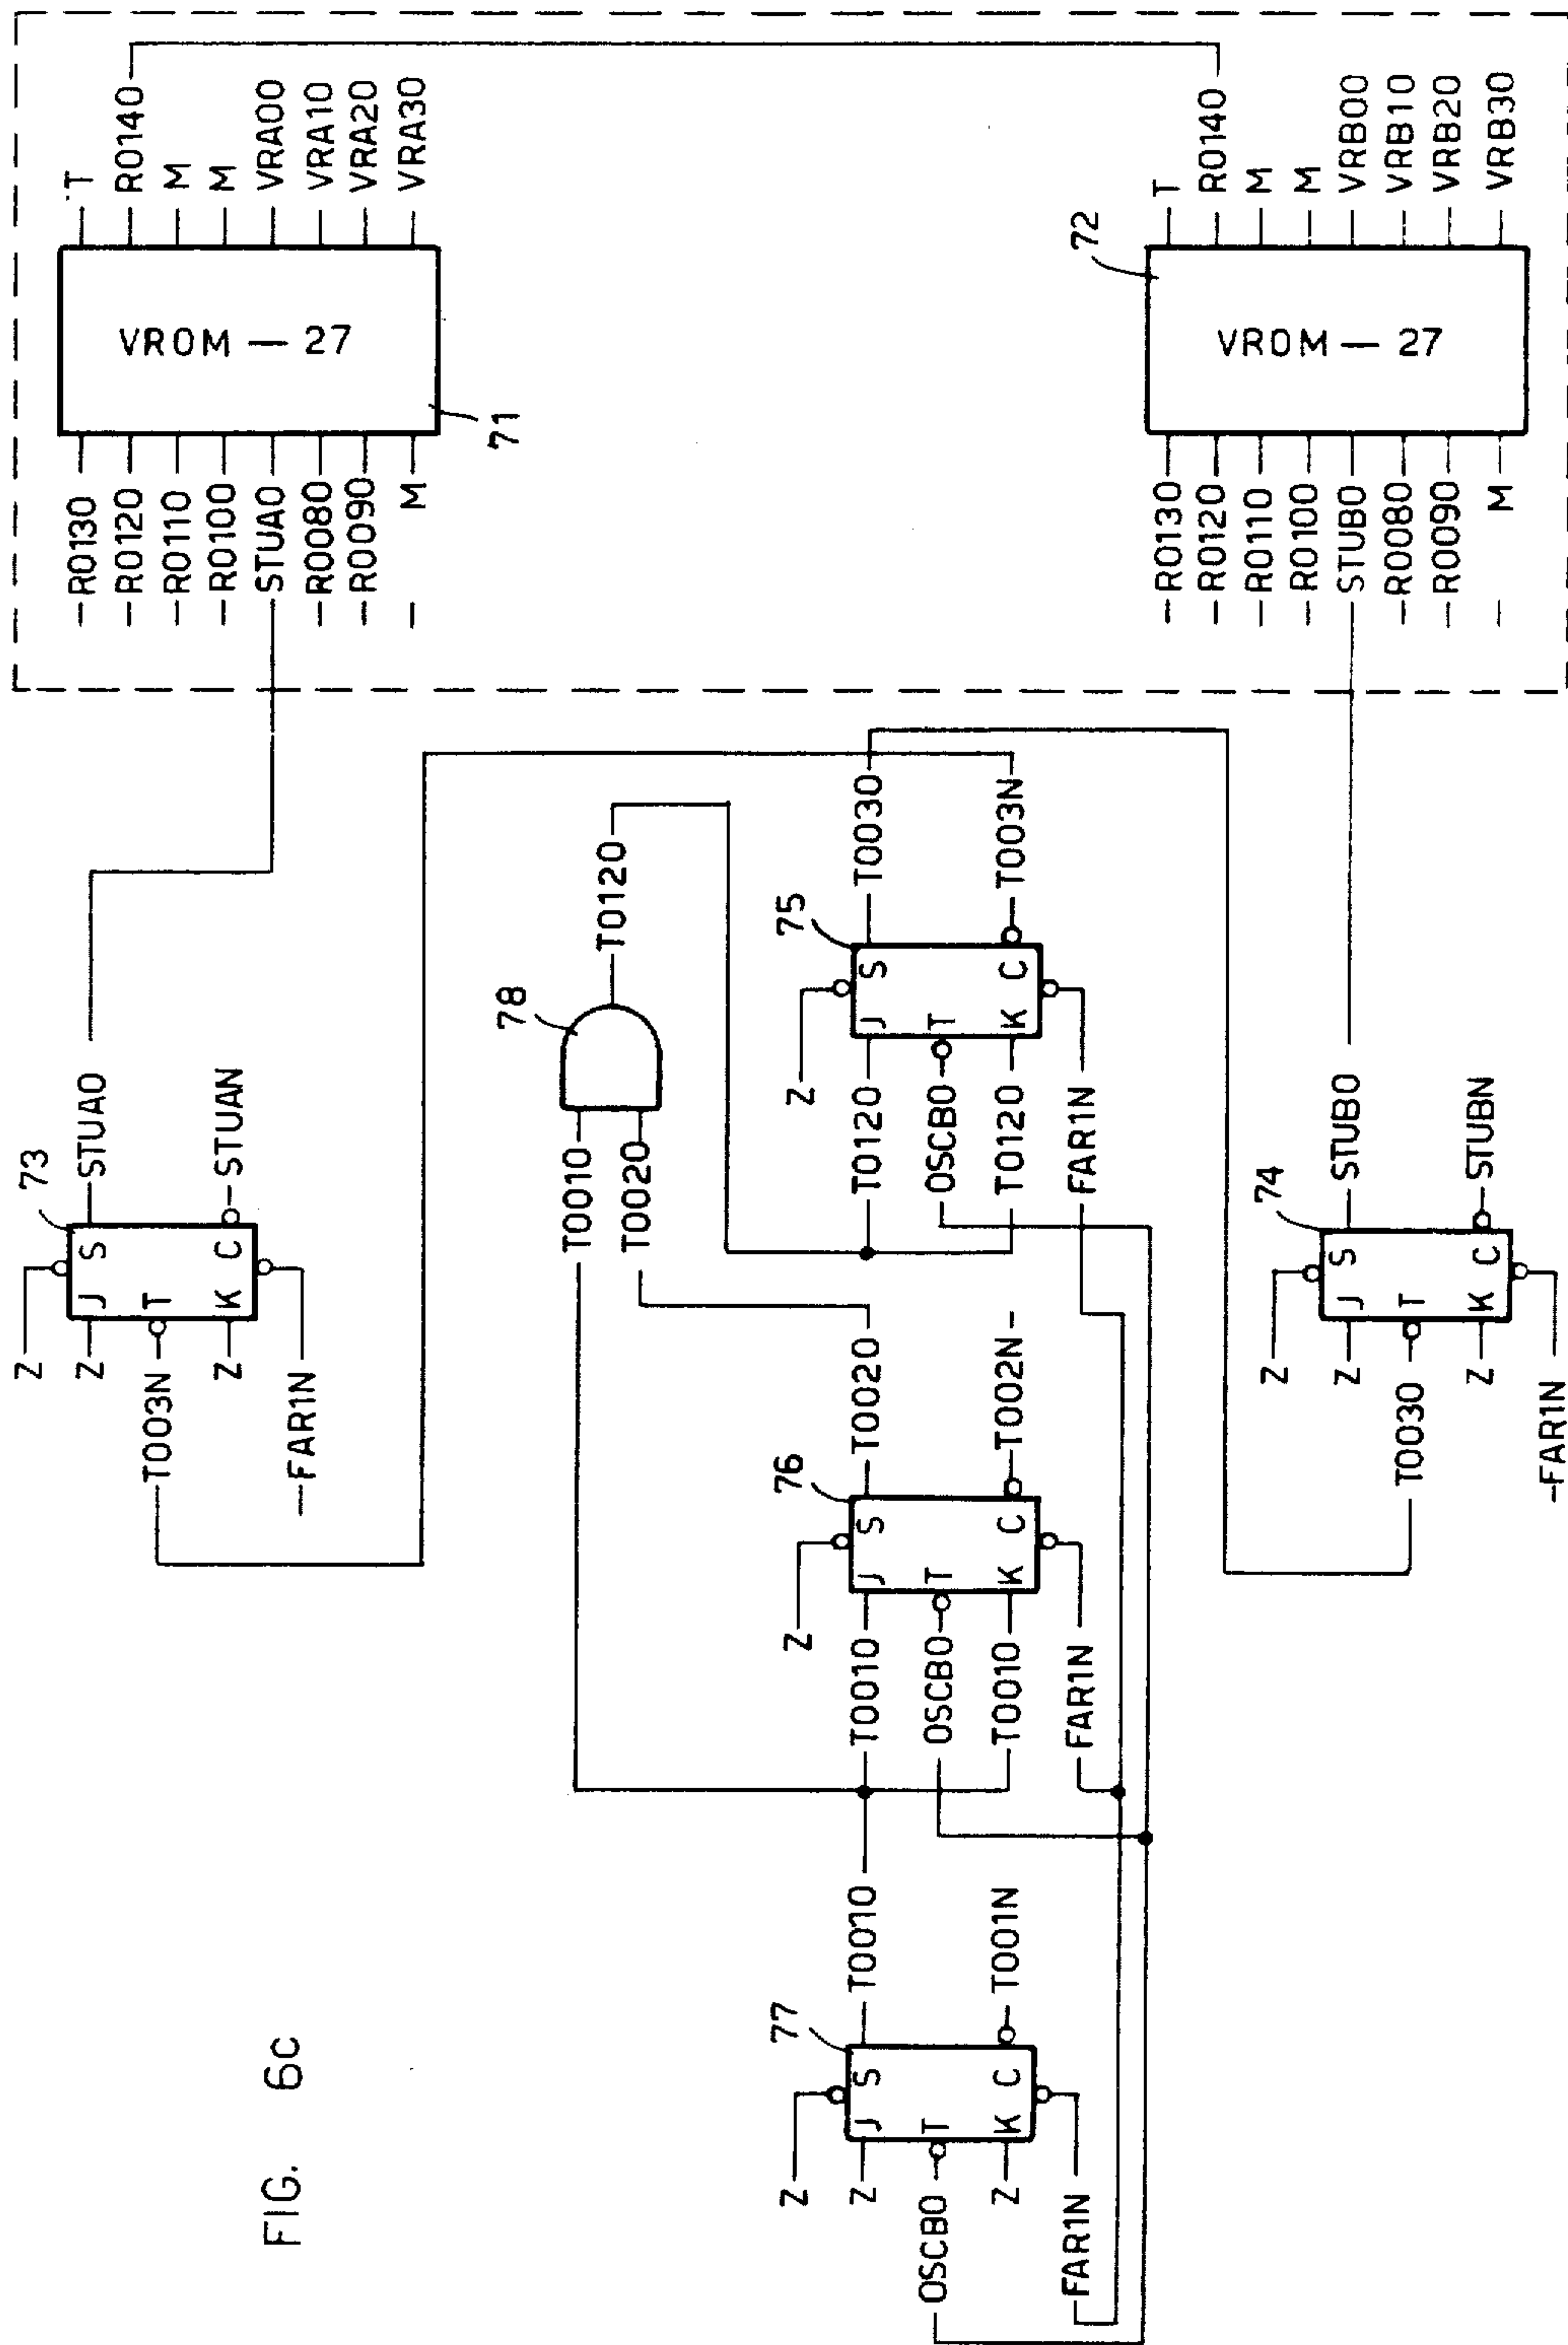 FIG. 6c
T
R0140
M
M
VRA00
VRA10
VRA20
VRA30
VROM — 27
71
R0130
R0120
R0110
R0100
STUA0
R0080
R0090
M
T
R0140
M
M
VRB00
VRB10
VRB20
VRB30
72
VROM — 27
R0130
R0120
R0110
R0100
STUB0
R0080
R0090
M
73
Z
Z J S STUA0
T003N T
Z K C STUAN
FAR1N
78
T0010
T0020
T0120
77
Z
Z J S T0010
OSCB0 T
Z K C T001N
FAR1N
76
Z
T0010 J S T0020
OSCB0 T
T0010 K C T002N
FAR1N
75
Z
T0120 J S T0030
OSCB0 T
T0120 K C T003N
FAR1N
74
Z
Z J S STUB0
T0030 T
Z K C STUBN
FAR1N